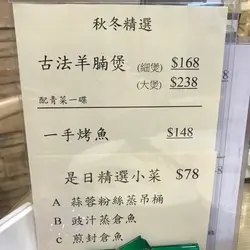 秋冬精選
古法羊腩煲 (細煲) $168
(大煲) $238
配青菜一碟
一手烤魚 $148
是日精選小菜 $78
A 蒜蓉粉絲蒸吊桶
B 豉汁蒸倉魚
C 煎封倉魚